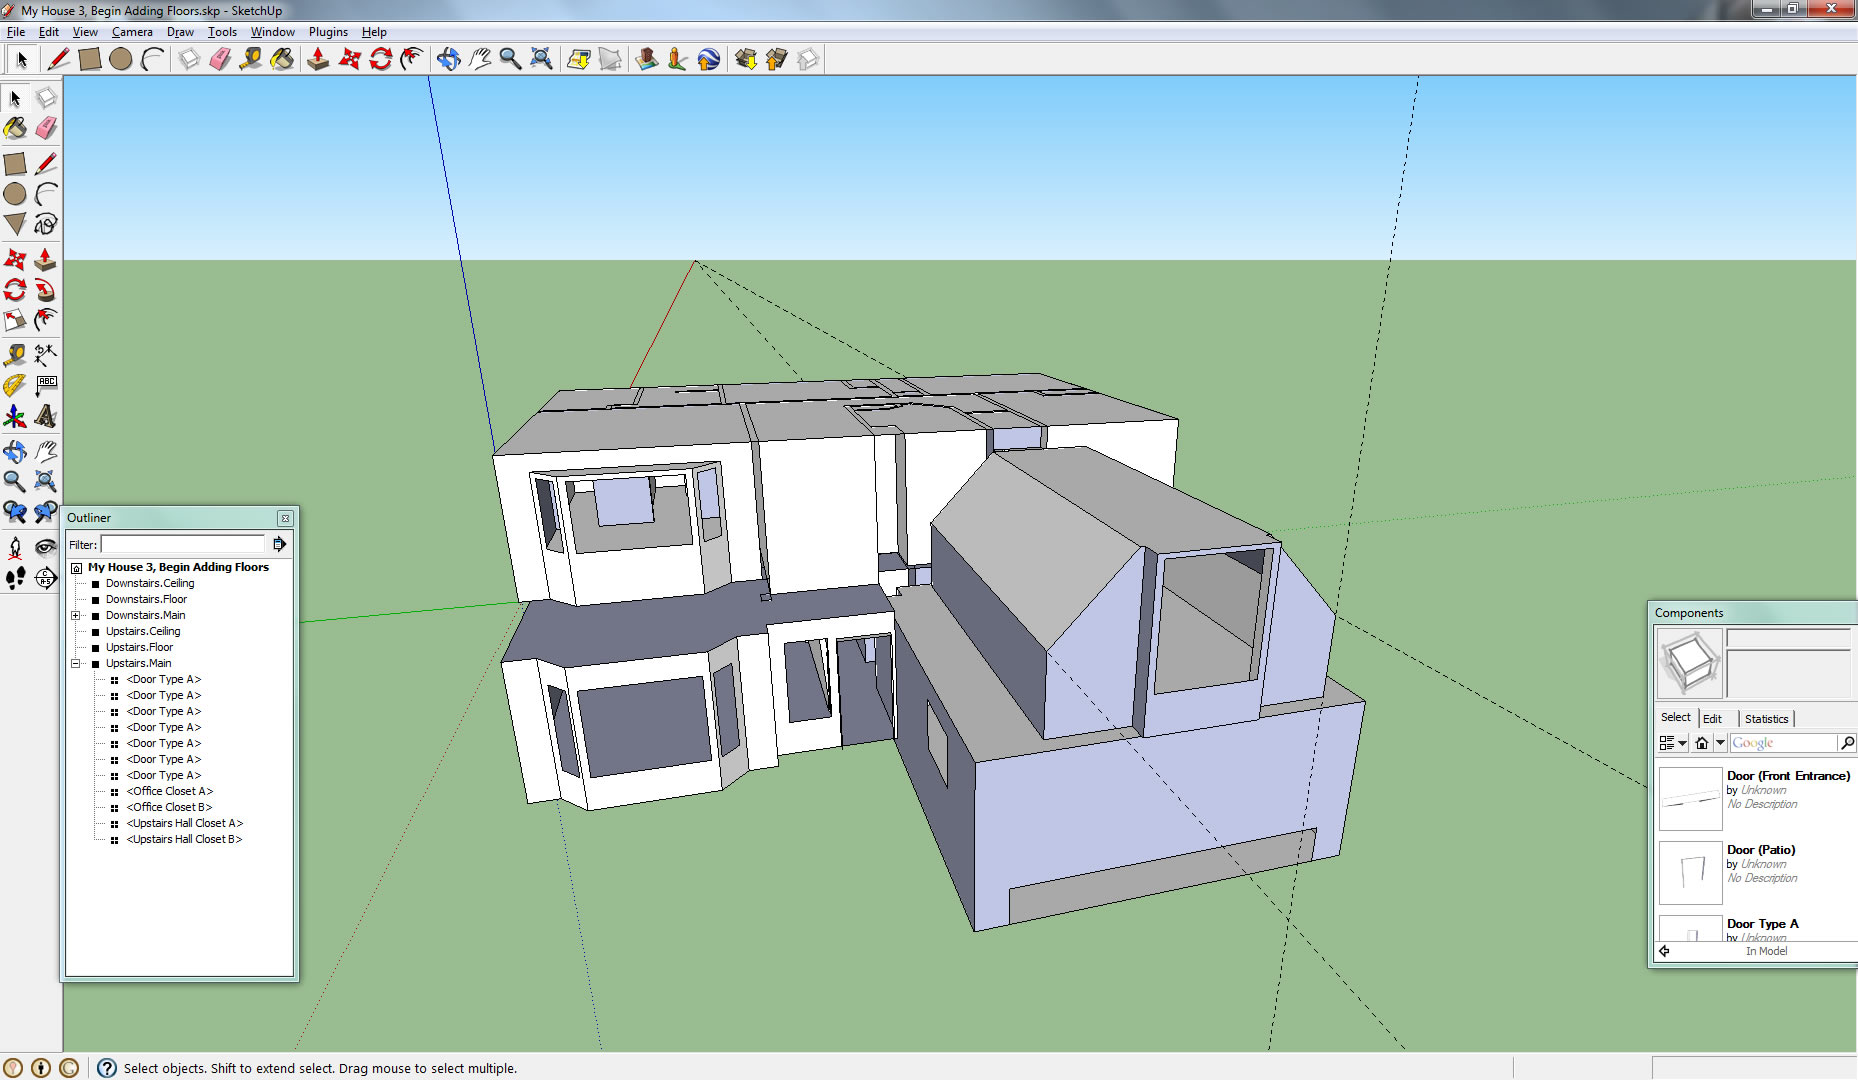 My House 3, Begin Adding Floors.skp - SketchUp
File Edit View Camera Draw Tools Window Plugins Help
ABC
Outliner
Filter:
My House 3, Begin Adding Floors
Downstairs.Ceiling
Downstairs.Floor
Downstairs.Main
Upstairs.Ceiling
Upstairs.Floor
Upstairs.Main
<Door Type A>
<Door Type A>
<Door Type A>
<Door Type A>
<Door Type A>
<Door Type A>
<Door Type A>
<Office Closet A>
<Office Closet B>
<Upstairs Hall Closet A>
<Upstairs Hall Closet B>
Components
Select Edit Statistics
Google
Door (Front Entrance)
by Unknown
No Description
Door (Patio)
by Unknown
No Description
Door Type A
by Unknown
In Model
Select objects. Shift to extend select. Drag mouse to select multiple.